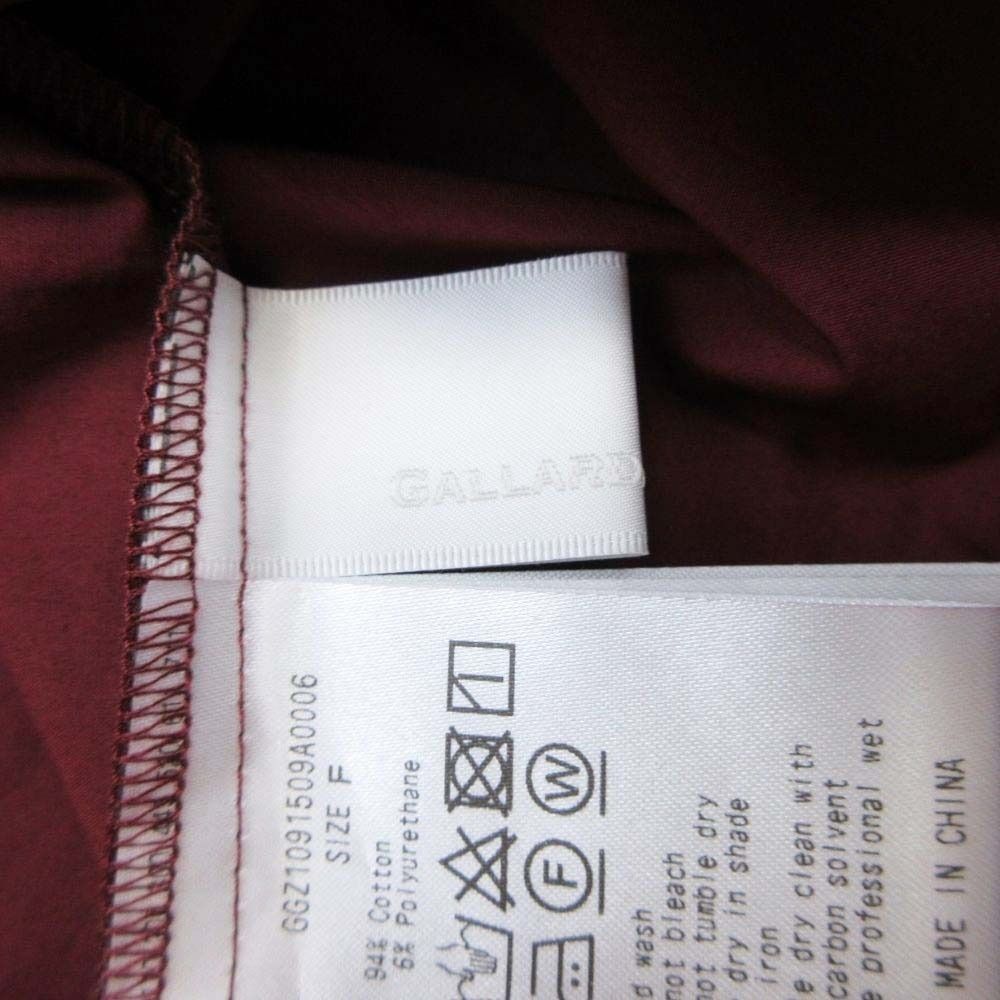 GALLARD
GGZ1091509A0006
SIZE F
94% Cotton
6% Polyurethane
W
F
wash
not bleach
not tumble dry
dry in shade
iron
dry clean with
carbon solvent
professional wet
MADE IN CHINA